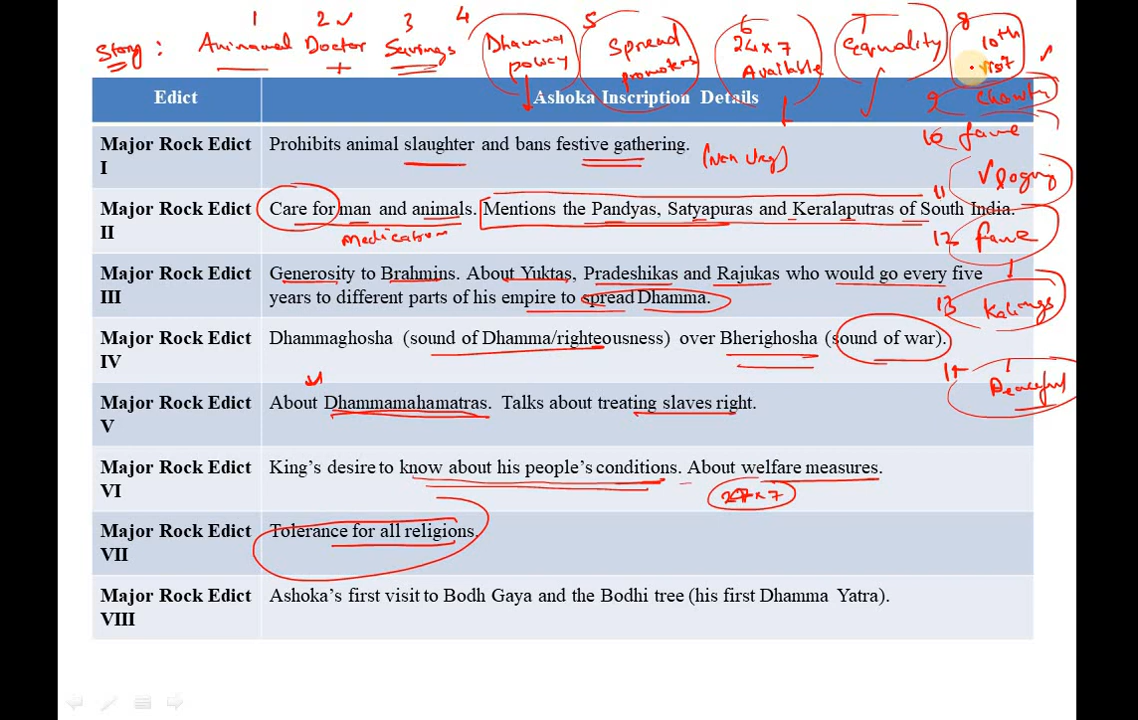 1 2 3 4 5 6 7 8
Story : Animal Doctor Savings Dhamma policy Spread promoters 24x7 Available Equality 10th visit
Edict Ashoka Inscription Details
9
Major Rock Edict I Prohibits animal slaughter and bans festive gathering.
(Non Veg)
10 fame
11
Major Rock Edict II Care for man and animals. Mentions the Pandyas, Satyapuras and Keralaputras of South India.
medication
12 fame
Major Rock Edict III Generosity to Brahmins. About Yuktas, Pradeshikas and Rajukas who would go every five
years to different parts of his empire to spread Dhamma.
13 Kalinga
Major Rock Edict IV Dhammaghosha (sound of Dhamma/righteousness) over Bherighosha (sound of war).
14 Peaceful
Major Rock Edict V About Dhammamahamatras. Talks about treating slaves right.
Major Rock Edict VI King's desire to know about his people's conditions. About welfare measures.
24x7
Major Rock Edict VII Tolerance for all religions.
Major Rock Edict VIII Ashoka's first visit to Bodh Gaya and the Bodhi tree (his first Dhamma Yatra).